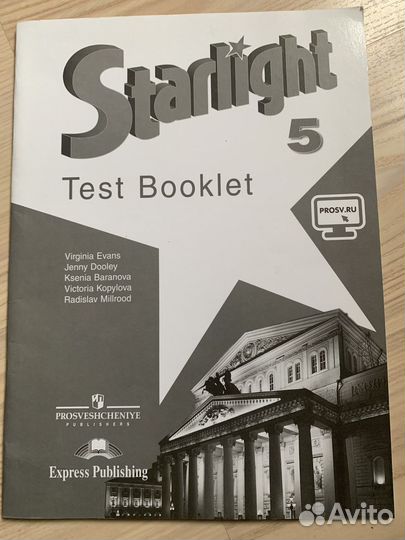 Starlight
5
Test Booklet
PROSV.RU
Virginia Evans
Jenny Dooley
Ksenia Baranova
Victoria Kopylova
Radislav Millrood
PROSVESHCHENIYE
PUBLISHERS
Express Publishing
Avito